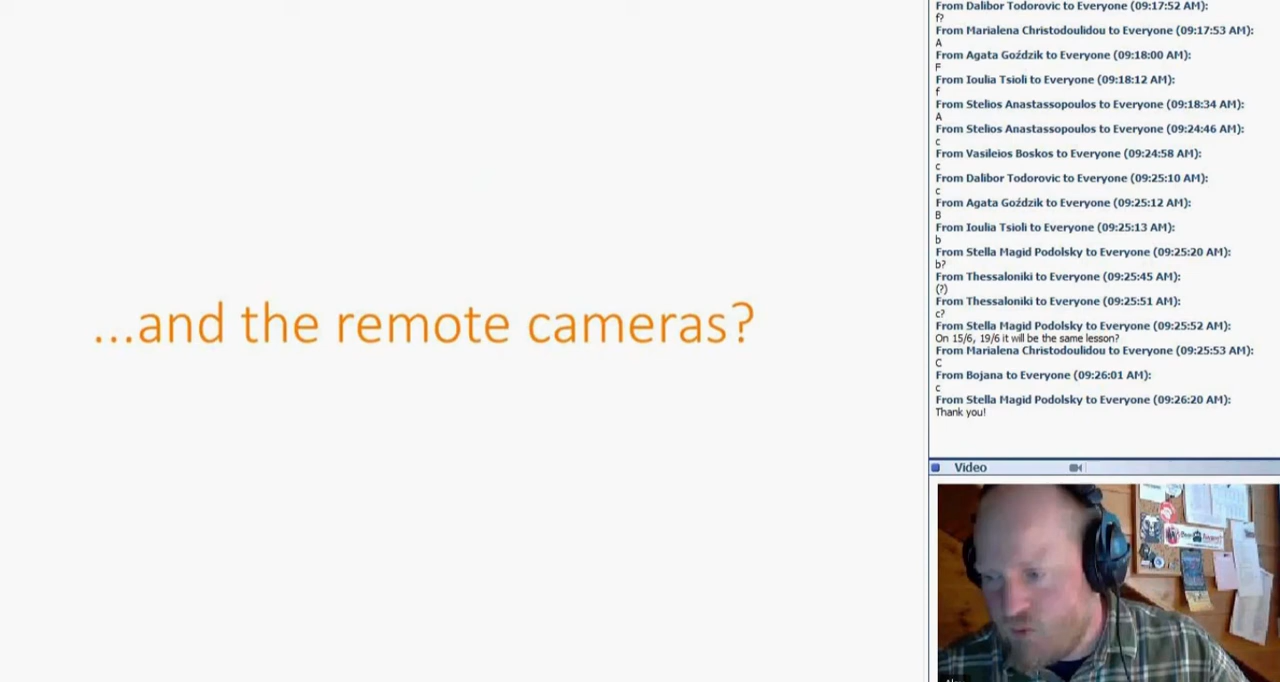 ...and the remote cameras?
From Dalibor Todorovic to Everyone (09:17:52 AM):
f?
From Marialena Christodoulidou to Everyone (09:17:53 AM):
A
From Agata Goździk to Everyone (09:18:00 AM):
F
From Ioulia Tsioli to Everyone (09:18:12 AM):
f
From Stelios Anastassopoulos to Everyone (09:18:34 AM):
A
From Stelios Anastassopoulos to Everyone (09:24:46 AM):
c
From Vasileios Boskos to Everyone (09:24:58 AM):
c
From Dalibor Todorovic to Everyone (09:25:10 AM):
c
From Agata Goździk to Everyone (09:25:12 AM):
B
From Ioulia Tsioli to Everyone (09:25:13 AM):
b
From Stella Magid Podolsky to Everyone (09:25:20 AM):
b?
From Thessaloniki to Everyone (09:25:45 AM):
(?)
From Thessaloniki to Everyone (09:25:51 AM):
c?
From Stella Magid Podolsky to Everyone (09:25:52 AM):
On 15/6, 19/6 it will be the same lesson?
From Marialena Christodoulidou to Everyone (09:25:53 AM):
C
From Bojana to Everyone (09:26:01 AM):
c
From Stella Magid Podolsky to Everyone (09:26:20 AM):
Thank you!
Video